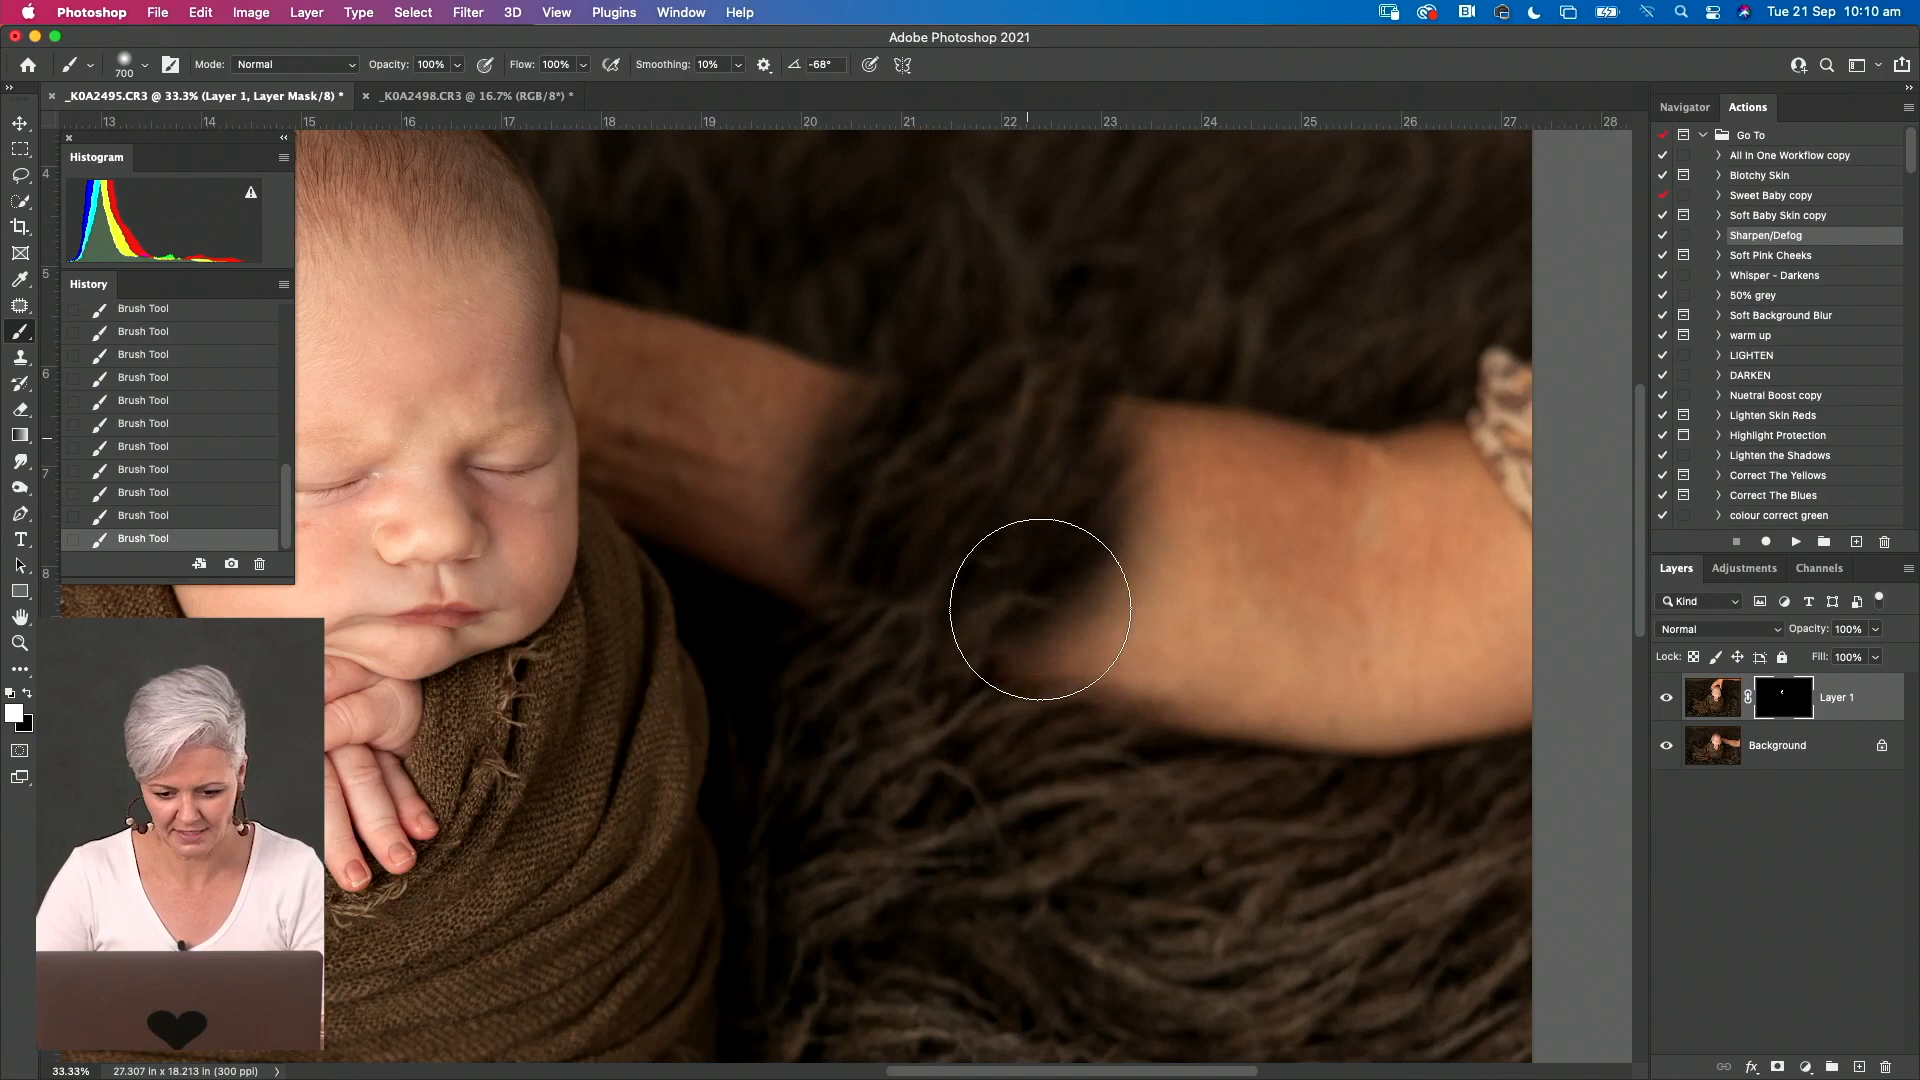 Photoshop File Edit Image Layer Type Select Filter 3D View Plugins Window Help Tue 21 Sep 10:10 am
Adobe Photoshop 2021
700 Mode: Normal Opacity: 100% Flow: 100% Smoothing: 10% -68°
_K0A2495.CR3 @ 33.3% (Layer 1, Layer Mask/8) * _K0A2498.CR3 @ 16.7% (RGB/8*) *
13 14 15 16 17 18 19 20 21 22 23 24 25 26 27 28
4
5
6
7
8
Histogram
History
Brush Tool
Brush Tool
Brush Tool
Brush Tool
Brush Tool
Brush Tool
Brush Tool
Brush Tool
Brush Tool
Brush Tool
Brush Tool
Navigator Actions
Go To
All In One Workflow copy
Blotchy Skin
Sweet Baby copy
Soft Baby Skin copy
Sharpen/Defog
Soft Pink Cheeks
Whisper - Darkens
50% grey
Soft Background Blur
warm up
LIGHTEN
DARKEN
Nuetral Boost copy
Lighten Skin Reds
Highlight Protection
Lighten the Shadows
Correct The Yellows
Correct The Blues
colour correct green
Layers Adjustments Channels
Kind
Normal Opacity: 100%
Lock: Fill: 100%
Layer 1
Background
33.33% 27.307 in x 18.213 in (300 ppi)
fx